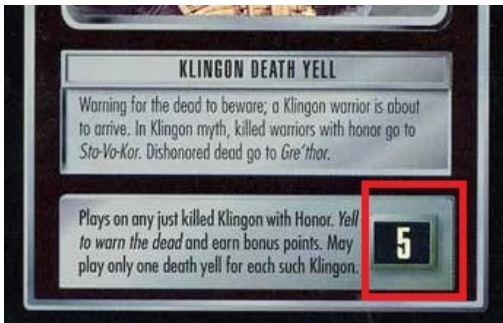 KLINGON DEATH YELL
Warning for the dead to beware; a Klingon warrior is about
to arrive. In Klingon myth, killed warriors with honor go to
Sto-Vo-Kor. Dishonored dead go to Gre'thor.
Plays on any just killed Klingon with Honor. Yell
to warn the dead and earn bonus points. May
play only one death yell for each such Klingon.
5